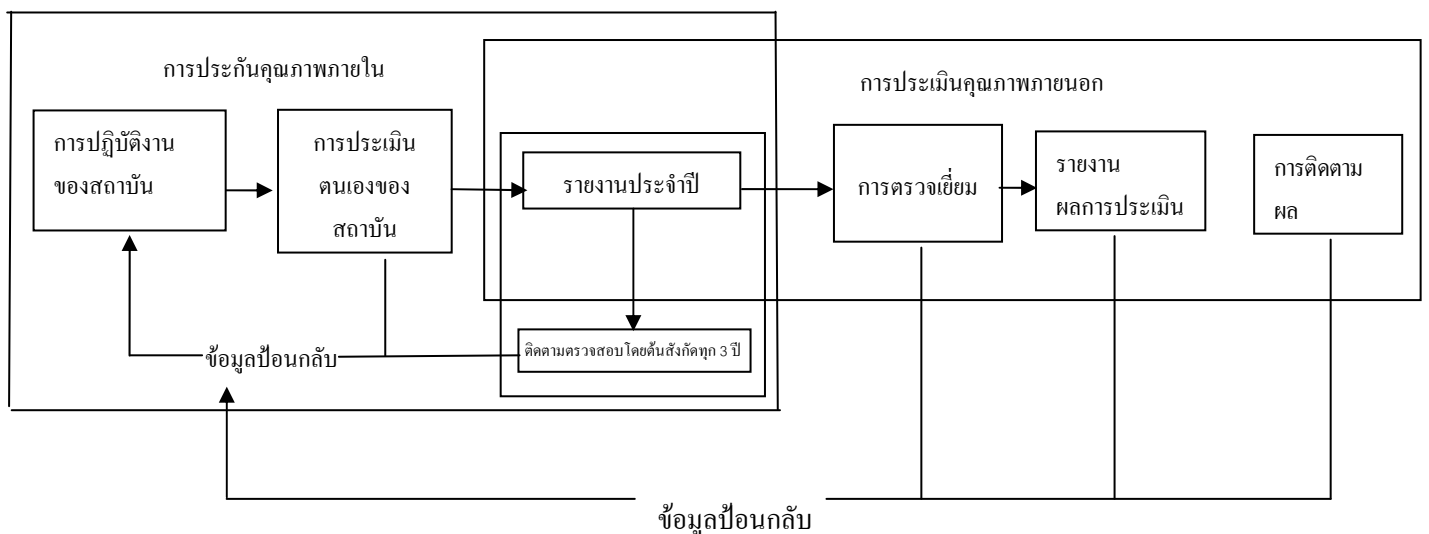 การประกันคุณภาพภายใน
การประเมินคุณภาพภายนอก
การปฏิบัติงาน
ของสถาบัน
การประเมิน
ตนเองของ
สถาบัน
รายงานประจำปี
การตรวจเยี่ยม
รายงาน
ผลการประเมิน
การติดตาม
ผล
ติดตามตรวจสอบโดยต้นสังกัดทุก 3 ปี
ข้อมูลป้อนกลับ
ข้อมูลป้อนกลับ